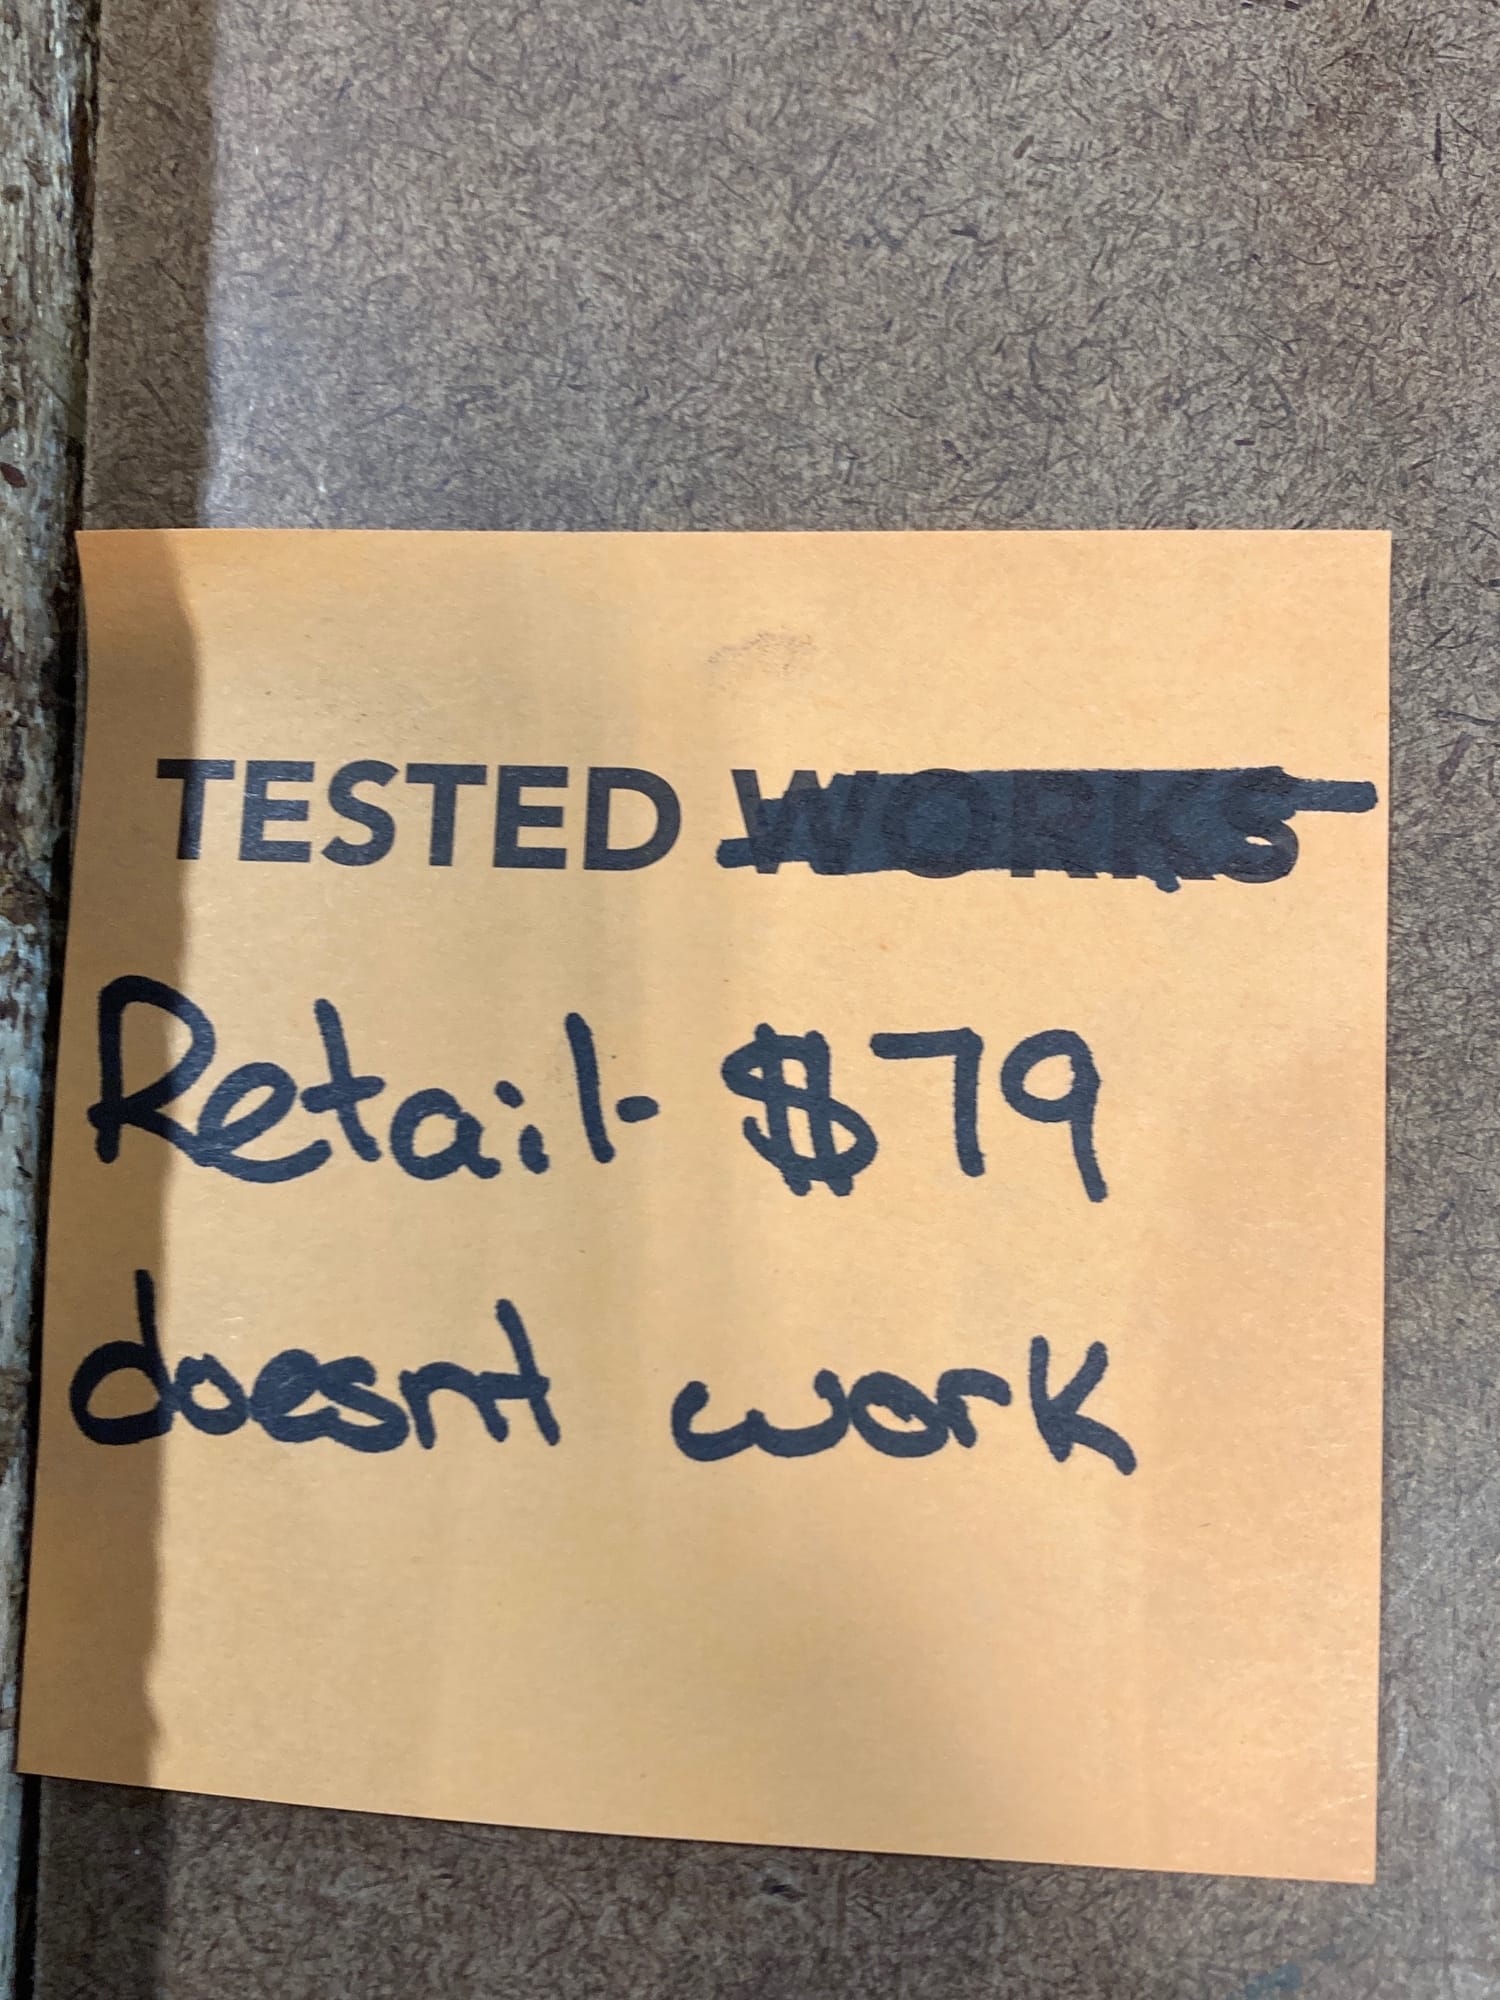 TESTED WORKS
Retail- $79
doesnt work